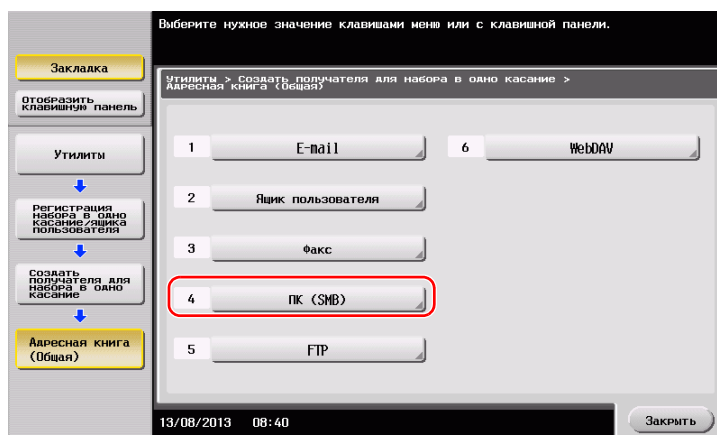 Выберите нужное значение клавишами меню или с клавишной панели.
Закладка
Отобразить
клавишную панель
Утилиты
Регистрация
набора в одно
касание/ящика
пользователя
Создать
получателя для
набора в одно
касание
Адресная книга
(Общая)
Утилиты > Создать получателя для набора в одно касание >
Адресная книга (Общая)
1 E-mail
2 Ящик пользователя
3 Факс
4 ПК (SMB)
5 FTP
6 WebDAV
13/08/2013 08:40
Закрыть